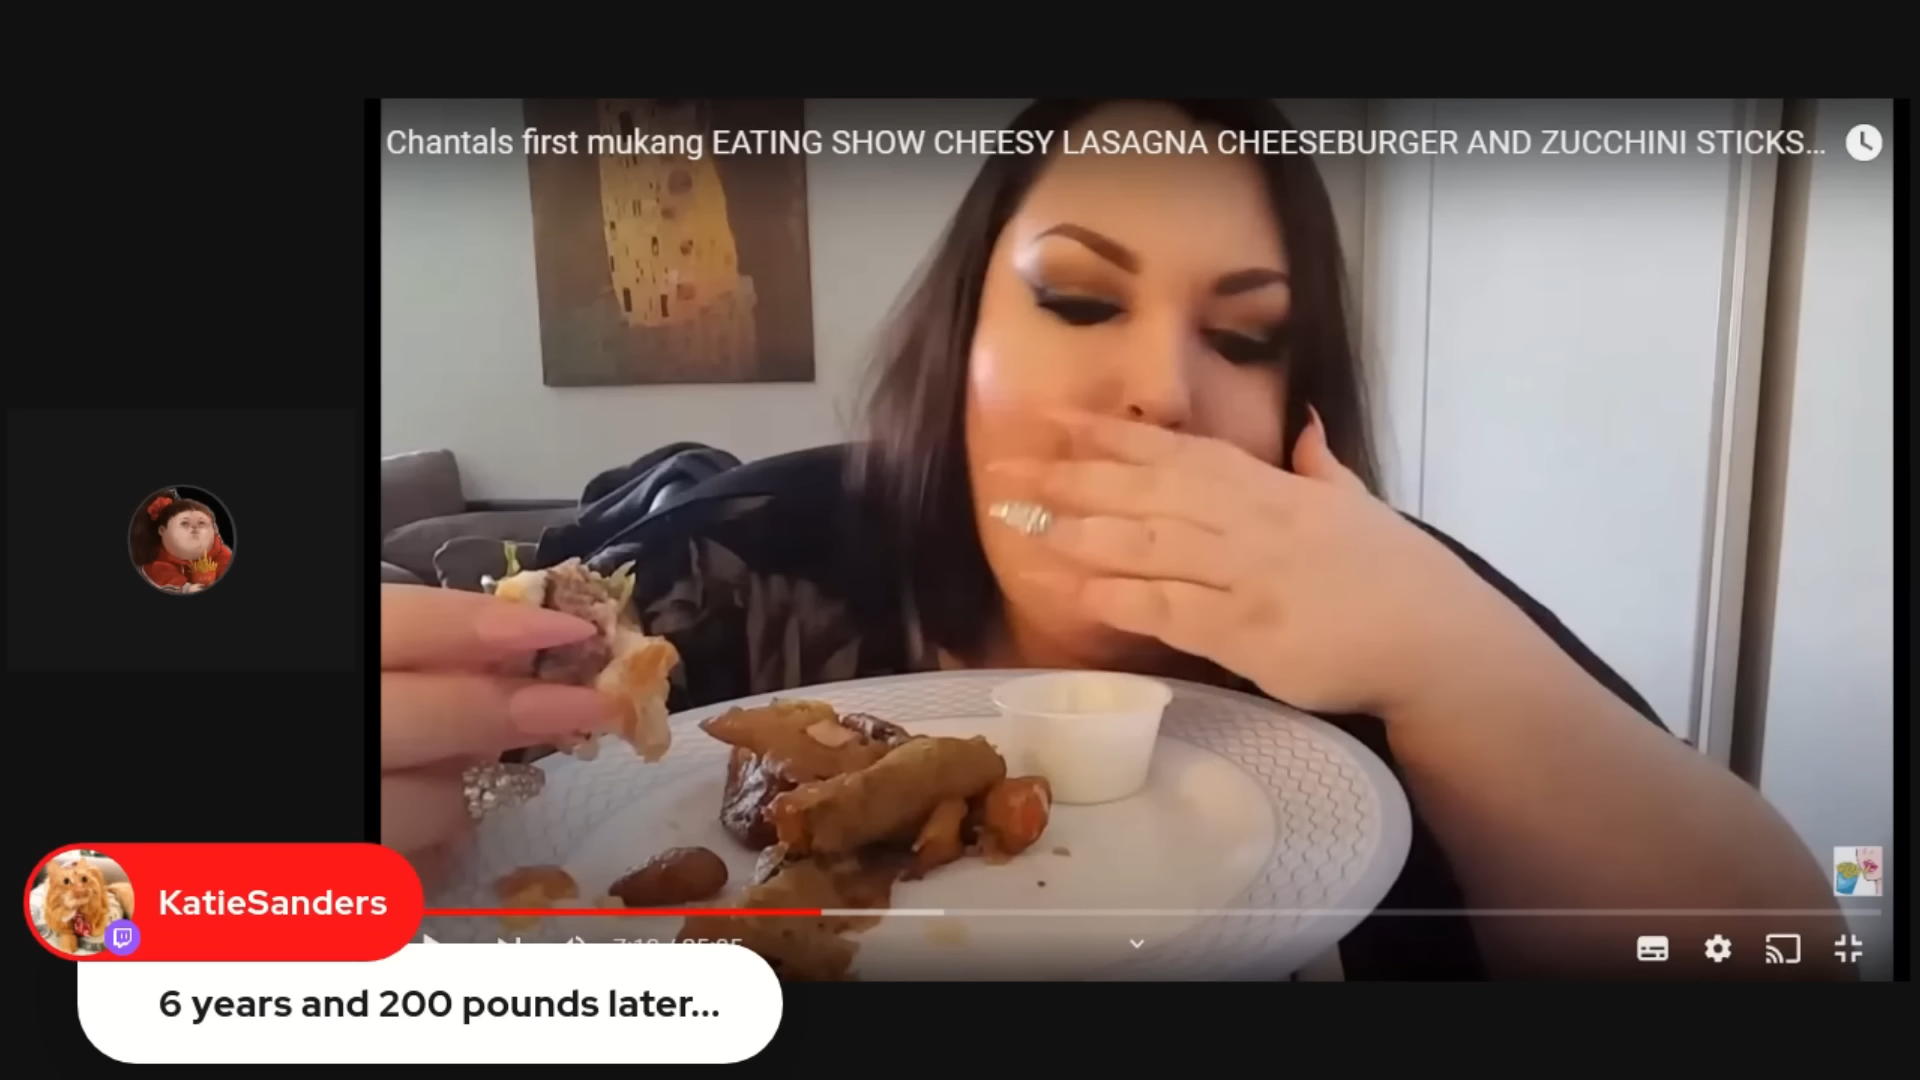 Chantals first mukang EATING SHOW CHEESY LASAGNA CHEESEBURGER AND ZUCCHINI STICKS...
KatieSanders
6 years and 200 pounds later...